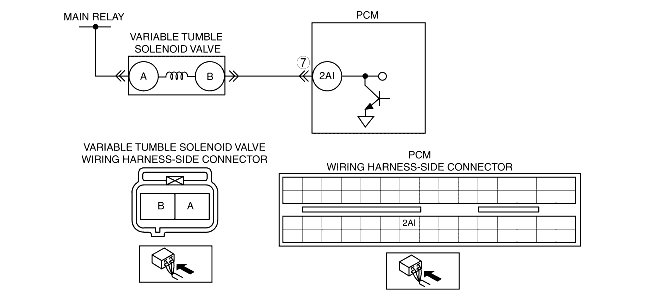 MAIN RELAY
VARIABLE TUMBLE
SOLENOID VALVE
PCM
A
B
7
2AI
VARIABLE TUMBLE SOLENOID VALVE
WIRING HARNESS-SIDE CONNECTOR
B
A
PCM
WIRING HARNESS-SIDE CONNECTOR
2AI